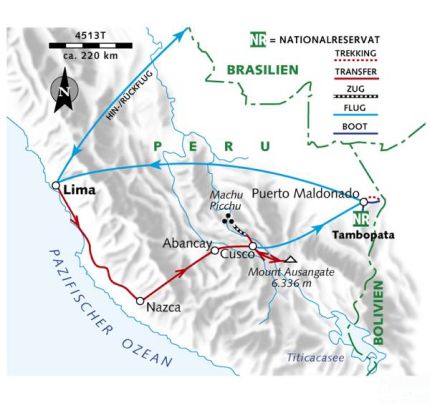 4513T
ca. 220 km
N
NR = NATIONALRESERVAT
TREKKING
TRANSFER
ZUG
FLUG
BOOT
BRASILIEN
HIN-/RÜCKFLUG
PERU
Lima
Machu
Picchu
Puerto Maldonado
NR
Tambopata
Abancay
Cusco
Mount Ausangate
6.336 m
Nazca
PAZIFISCHER OZEAN
Titicacasee
BOLIVIEN